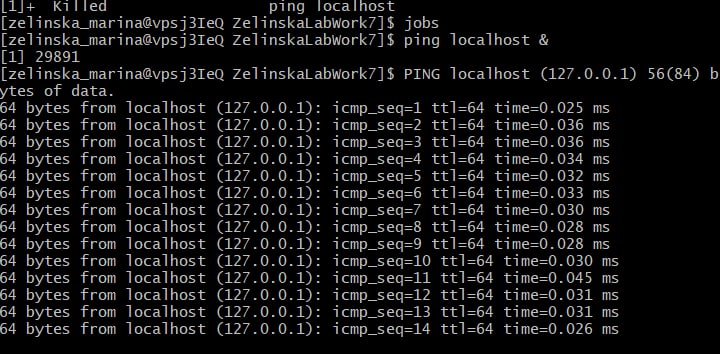 [1]+  Killed                  ping localhost
[zelinska_marina@vpsj3IeQ ZelinskaLabWork7]$ jobs
[zelinska_marina@vpsj3IeQ ZelinskaLabWork7]$ ping localhost &
[1] 29891
[zelinska_marina@vpsj3IeQ ZelinskaLabWork7]$ PING localhost (127.0.0.1) 56(84) b
ytes of data.
64 bytes from localhost (127.0.0.1): icmp_seq=1 ttl=64 time=0.025 ms
64 bytes from localhost (127.0.0.1): icmp_seq=2 ttl=64 time=0.036 ms
64 bytes from localhost (127.0.0.1): icmp_seq=3 ttl=64 time=0.036 ms
64 bytes from localhost (127.0.0.1): icmp_seq=4 ttl=64 time=0.034 ms
64 bytes from localhost (127.0.0.1): icmp_seq=5 ttl=64 time=0.032 ms
64 bytes from localhost (127.0.0.1): icmp_seq=6 ttl=64 time=0.033 ms
64 bytes from localhost (127.0.0.1): icmp_seq=7 ttl=64 time=0.030 ms
64 bytes from localhost (127.0.0.1): icmp_seq=8 ttl=64 time=0.028 ms
64 bytes from localhost (127.0.0.1): icmp_seq=9 ttl=64 time=0.028 ms
64 bytes from localhost (127.0.0.1): icmp_seq=10 ttl=64 time=0.030 ms
64 bytes from localhost (127.0.0.1): icmp_seq=11 ttl=64 time=0.045 ms
64 bytes from localhost (127.0.0.1): icmp_seq=12 ttl=64 time=0.031 ms
64 bytes from localhost (127.0.0.1): icmp_seq=13 ttl=64 time=0.031 ms
64 bytes from localhost (127.0.0.1): icmp_seq=14 ttl=64 time=0.026 ms